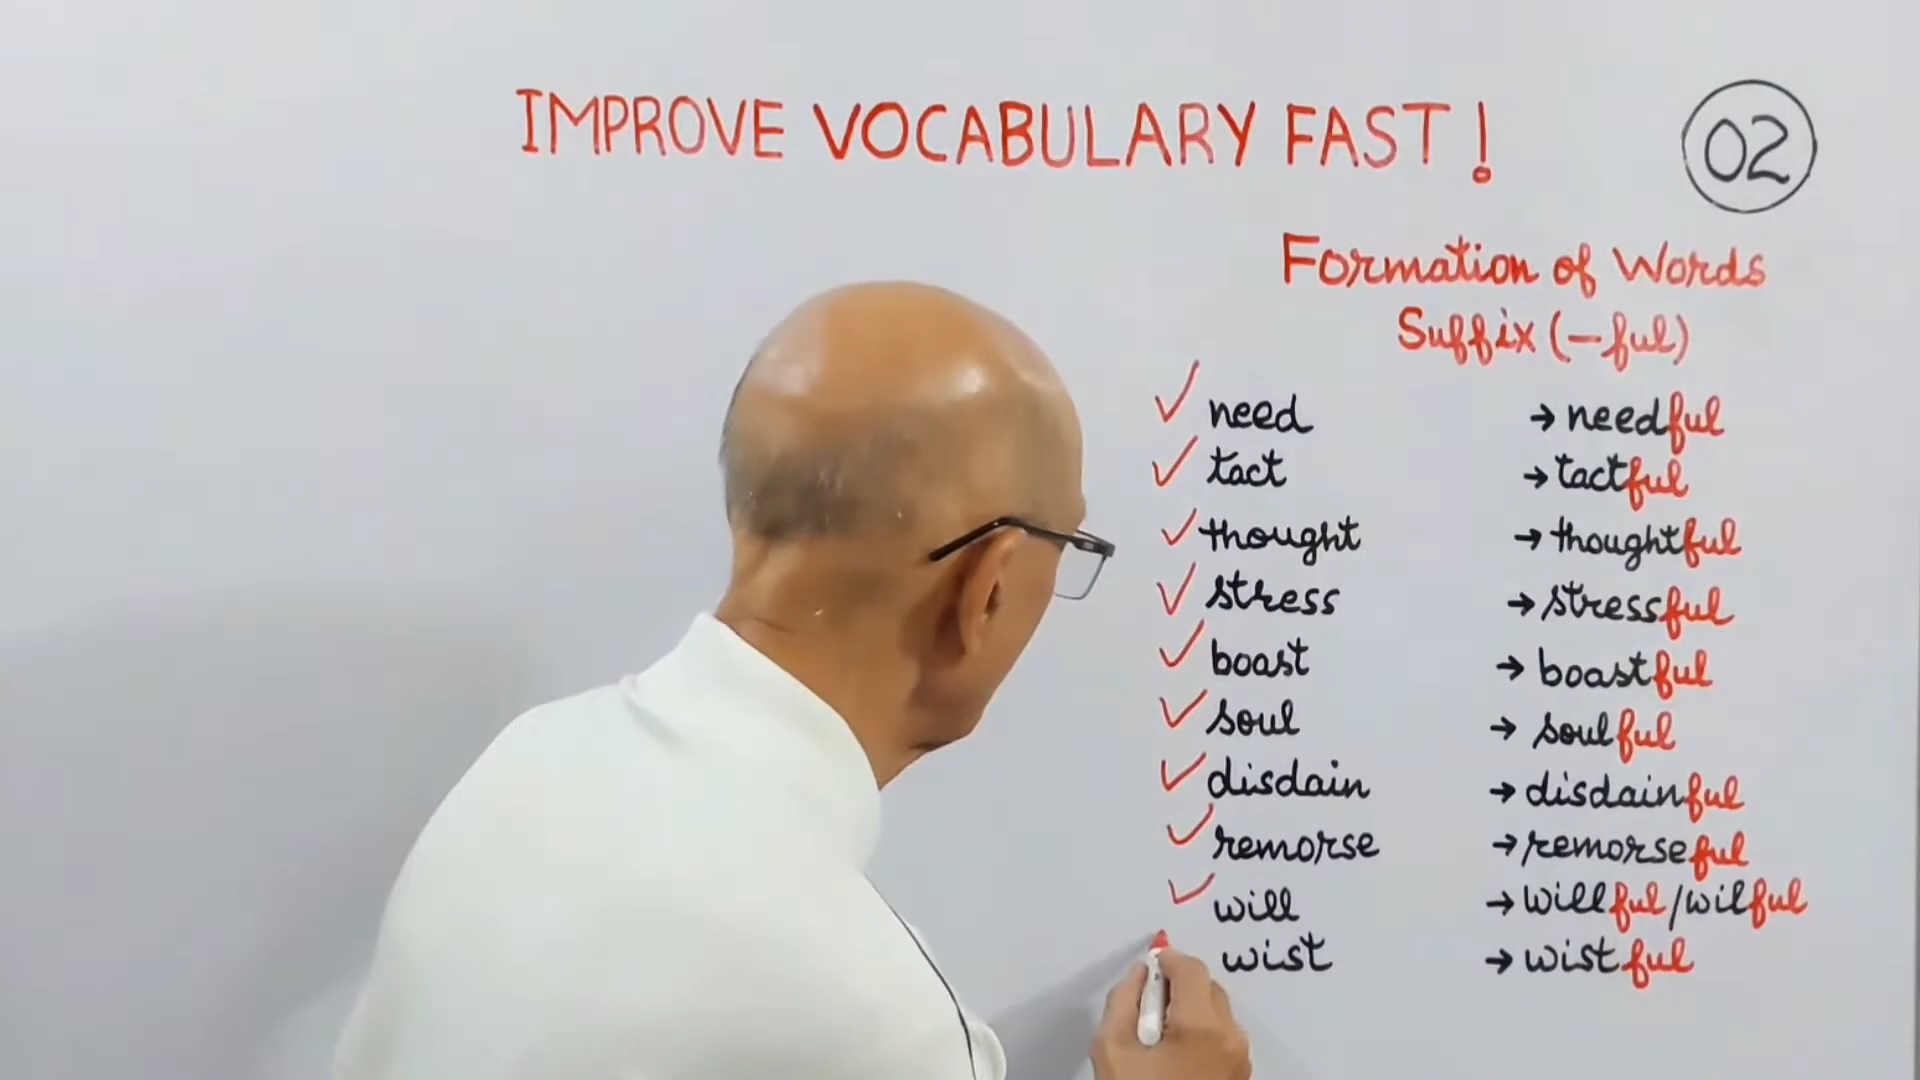 IMPROVE VOCABULARY FAST!
02
Formation of Words
Suffix (-ful)
✓ need → needful
✓ tact → tactful
✓ thought → thoughtful
✓ stress → stressful
✓ boast → boastful
✓ soul → soulful
✓ disdain → disdainful
✓ remorse → remorseful
✓ will → willful/wilful
wist → wistful